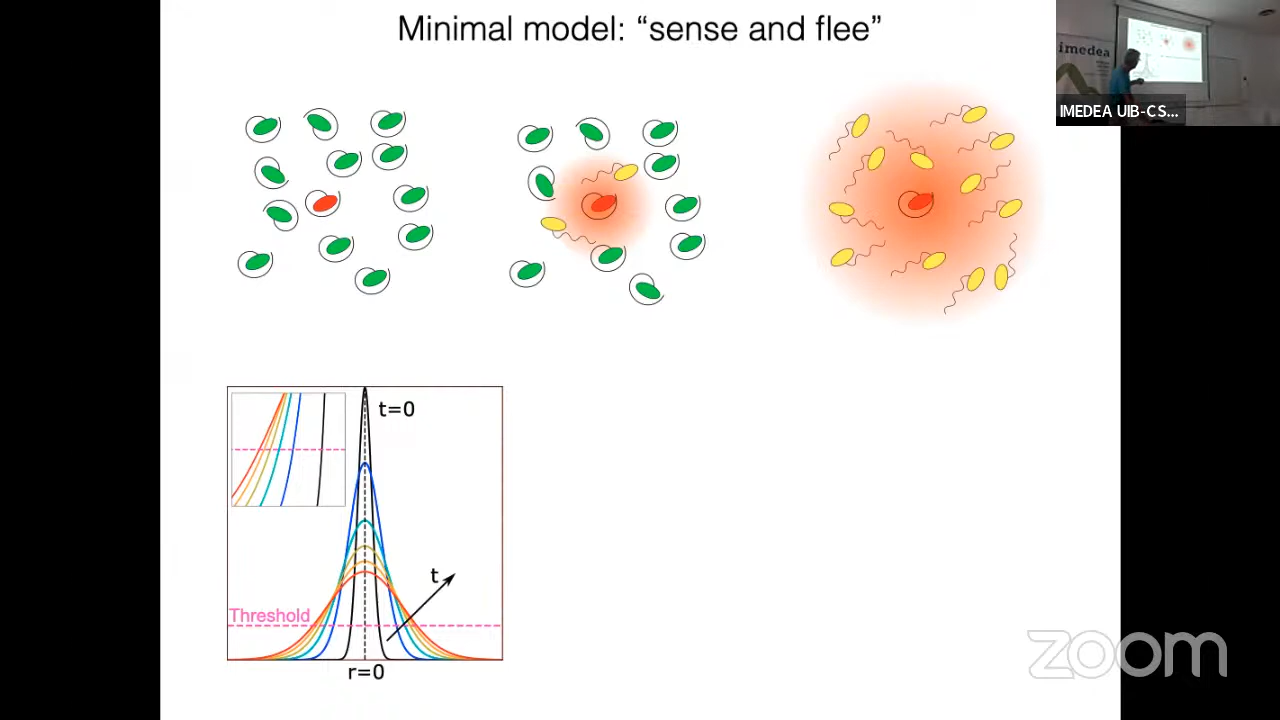 Minimal model: “sense and flee”
imedea
IMEDEA UIB-CS...
t=0
t
Threshold
r=0
zoom